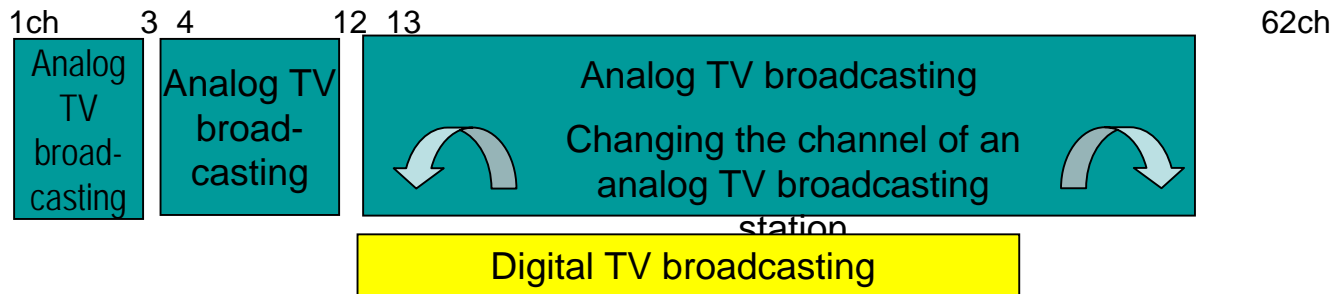 1ch 3 4 12 13 62ch
Analog
TV
broad-
casting
Analog TV
broad-
casting
Analog TV broadcasting
Changing the channel of an
analog TV broadcasting
station
Digital TV broadcasting